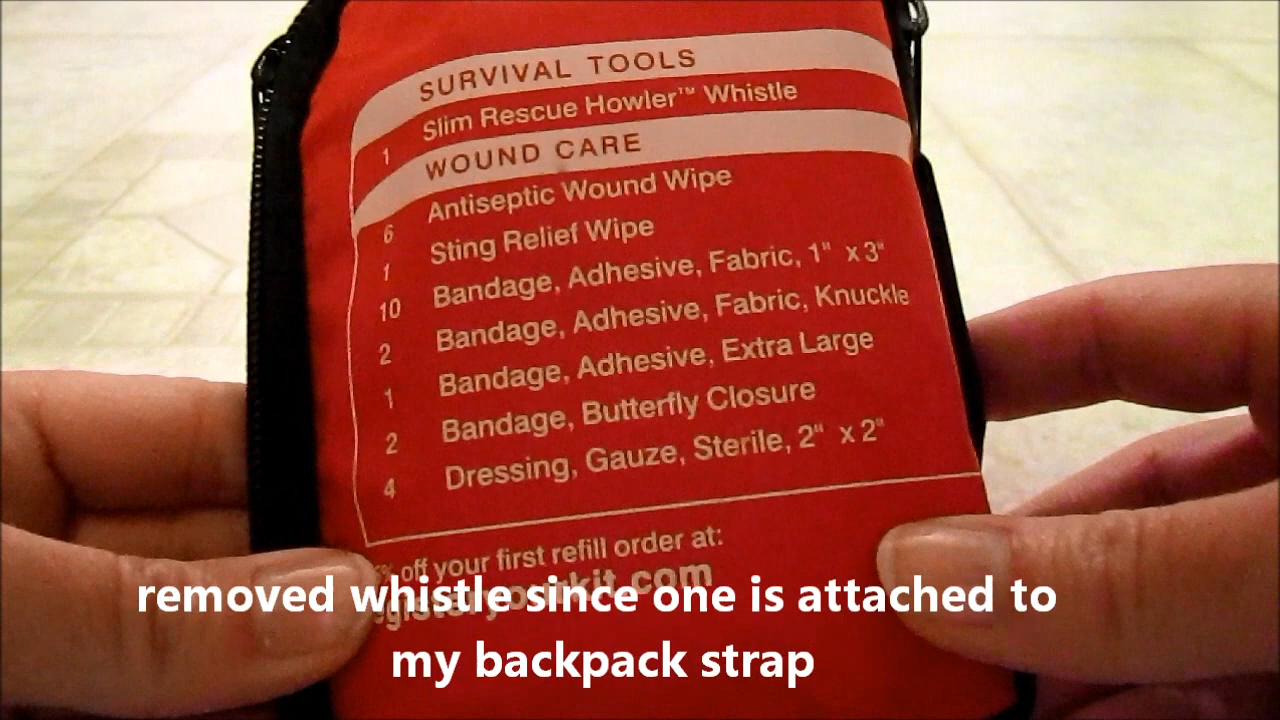 SURVIVAL TOOLS
1 Slim Rescue Howler™ Whistle
WOUND CARE
6 Antiseptic Wound Wipe
1 Sting Relief Wipe
10 Bandage, Adhesive, Fabric, 1" x 3"
2 Bandage, Adhesive, Fabric, Knuckle
1 Bandage, Adhesive, Extra Large
2 Bandage, Butterfly Closure
4 Dressing, Gauze, Sterile, 2" x 2"
off your first refill order at:
removed whistle since one is attached to
my backpack strap